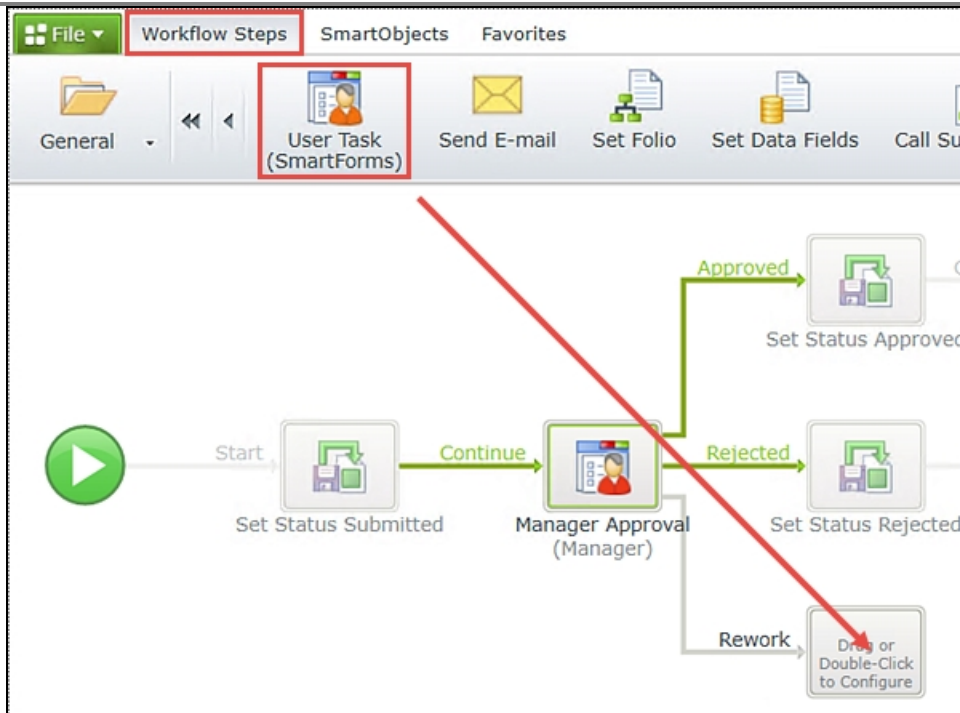 File
Workflow Steps
SmartObjects
Favorites
General
User Task
(SmartForms)
Send E-mail
Set Folio
Set Data Fields
Call Su
Approved
Set Status Approved
Start
Continue
Rejected
Set Status Submitted
Manager Approval
(Manager)
Set Status Rejected
Rework
Drag or
Double-Click
to Configure